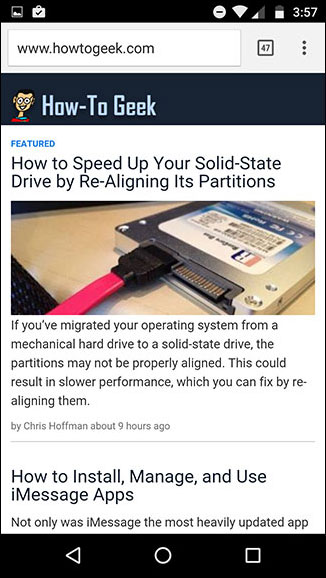 3:57
www.howtogeek.com
47
How-To Geek
FEATURED
How to Speed Up Your Solid-State
Drive by Re-Aligning Its Partitions
If you’ve migrated your operating system from a
mechanical hard drive to a solid-state drive, the
partitions may not be properly aligned. This could
result in slower performance, which you can fix by re-
aligning them.
by Chris Hoffman about 9 hours ago
How to Install, Manage, and Use
iMessage Apps
Not only was iMessage the most heavily updated app